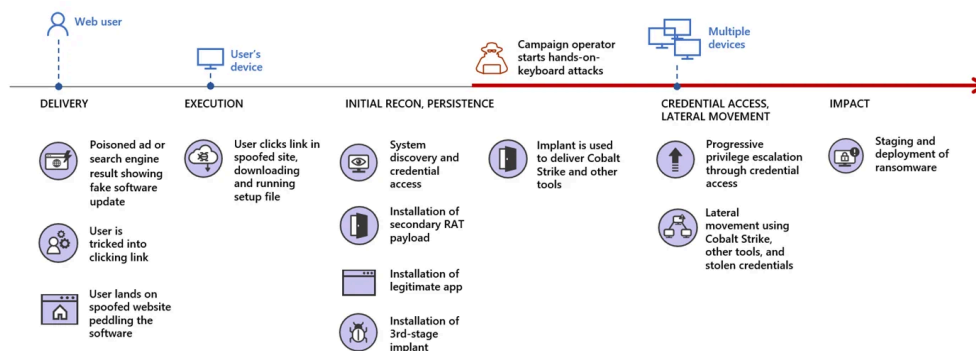 Web user
User's
device
Campaign operator
starts hands-on-
keyboard attacks
Multiple
devices
DELIVERY
EXECUTION
INITIAL RECON, PERSISTENCE
CREDENTIAL ACCESS,
LATERAL MOVEMENT
IMPACT
Poisoned ad or
search engine
result showing
fake software
update
User is
tricked into
clicking link
User lands on
spoofed website
peddling the
software
User clicks link in
spoofed site,
downloading
and running
setup file
System
discovery and
credential
access
Installation of
secondary RAT
payload
Installation of
legitimate app
Installation of
3rd-stage
implant
Implant is used
to deliver Cobalt
Strike and other
tools
Progressive
privilege escalation
through credential
access
Lateral
movement using
Cobalt Strike,
other tools, and
stolen credentials
Staging and
deployment of
ransomware